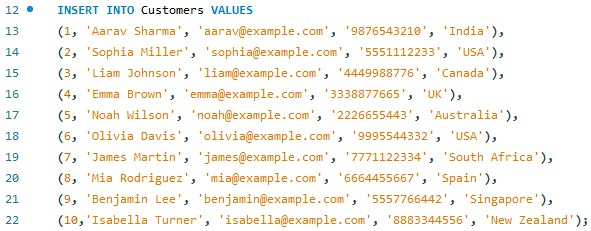 12 INSERT INTO Customers VALUES
13 (1, 'Aarav Sharma', 'aarav@example.com', '9876543210', 'India'),
14 (2, 'Sophia Miller', 'sophia@example.com', '5551112233', 'USA'),
15 (3, 'Liam Johnson', 'liam@example.com', '4449988776', 'Canada'),
16 (4, 'Emma Brown', 'emma@example.com', '3338877665', 'UK'),
17 (5, 'Noah Wilson', 'noah@example.com', '2226655443', 'Australia'),
18 (6, 'Olivia Davis', 'olivia@example.com', '9995544332', 'USA'),
19 (7, 'James Martin', 'james@example.com', '7771122334', 'South Africa'),
20 (8, 'Mia Rodriguez', 'mia@example.com', '6664455667', 'Spain'),
21 (9, 'Benjamin Lee', 'benjamin@example.com', '5557766442', 'Singapore'),
22 (10,'Isabella Turner', 'isabella@example.com', '8883344556', 'New Zealand');